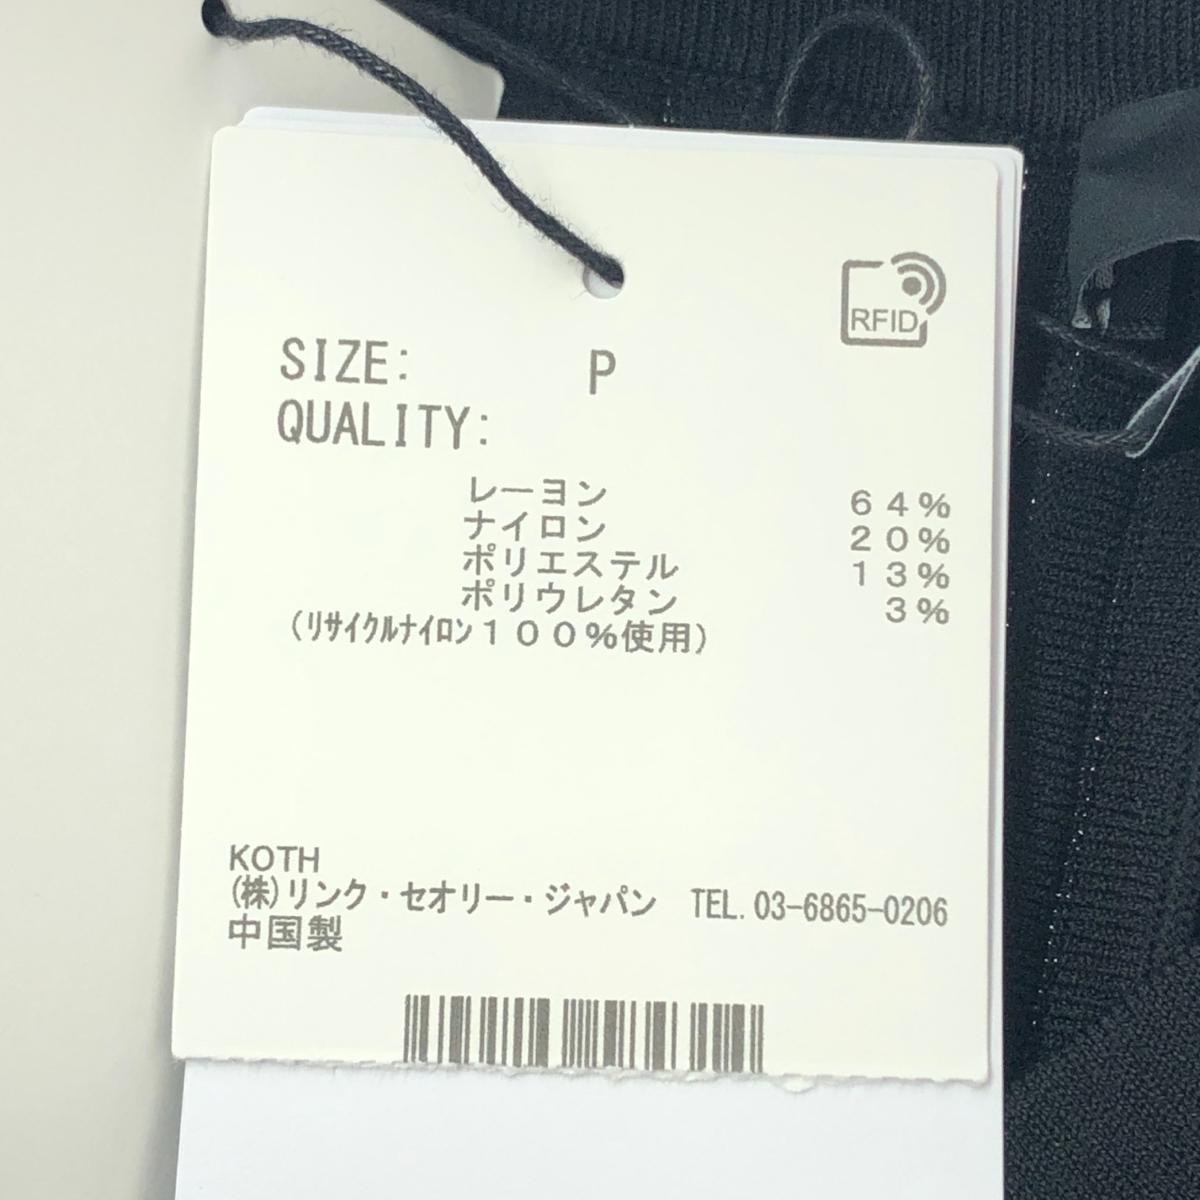 RFID
SIZE: P
QUALITY:
レーヨン ６４％
ナイロン ２０％
ポリエステル １３％
ポリウレタン ３％
（ﾘｻｲｸﾙﾅｲﾛﾝ１００％使用）
KOTH
(株)リンク・セオリー・ジャパン TEL. 03-6865-0206
中国製